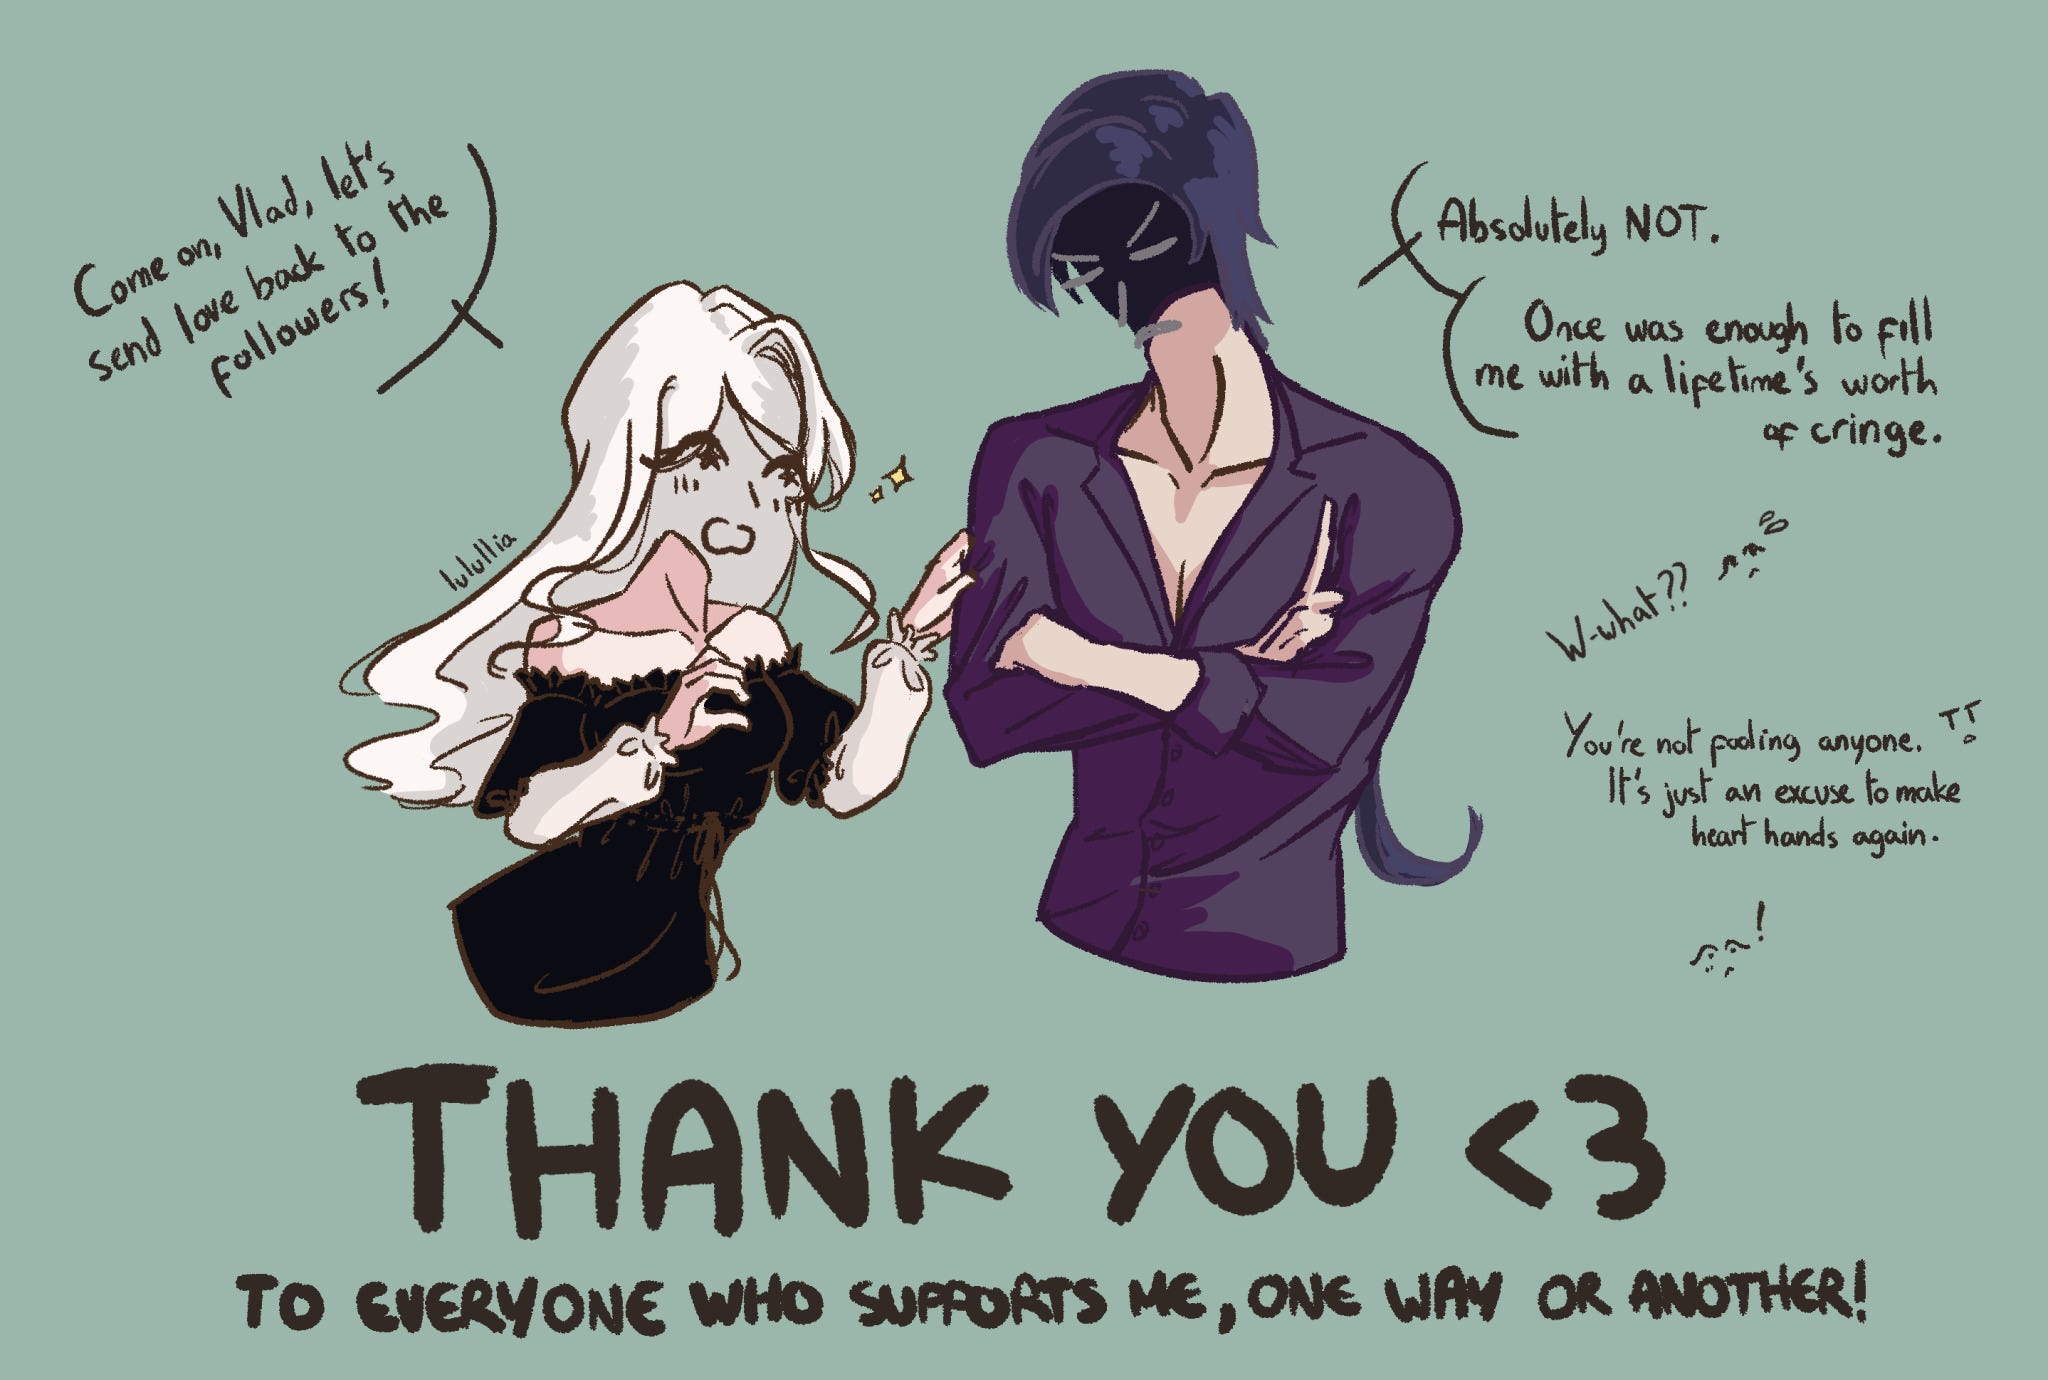 Come on, Vlad, let's
send love back to the
followers!
Absolutely NOT.
Once was enough to fill
me with a lifetime's worth
of cringe.
lulullia
W-what??
You're not fooling anyone. TT
It's just an excuse to make
heart hands again.
!
THANK YOU <3
TO EVERYONE WHO SUPPORTS ME, ONE WAY OR ANOTHER!